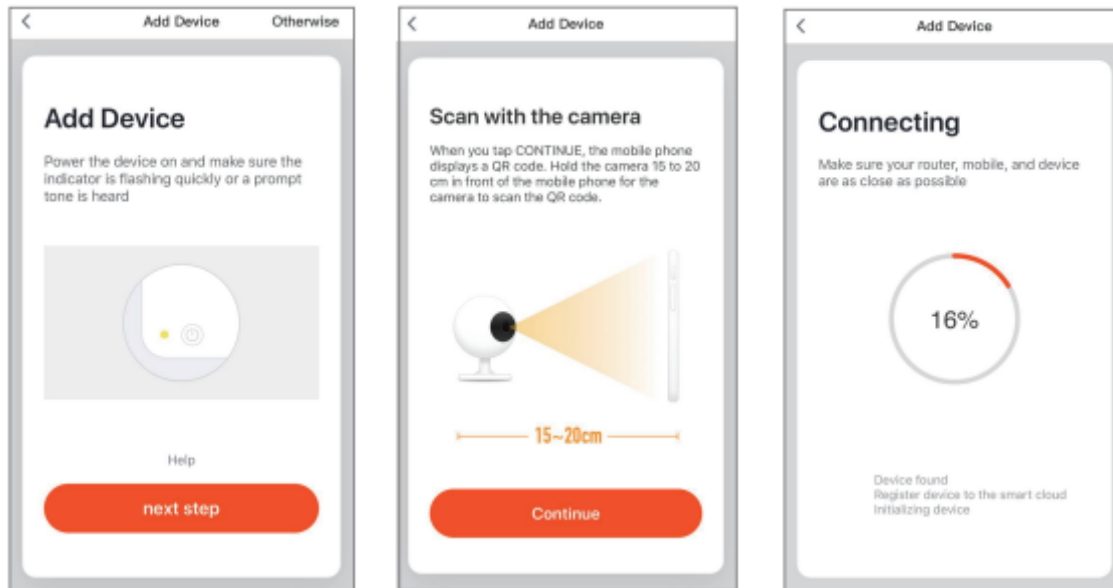 Add Device Otherwise
Add Device
Power the device on and make sure the
indicator is flashing quickly or a prompt
tone is heard
Help
next step
Add Device
Scan with the camera
When you tap CONTINUE, the mobile phone
displays a QR code. Hold the camera 15 to 20
cm in front of the mobile phone for the
camera to scan the QR code.
15~20cm
Continue
Add Device
Connecting
Make sure your router, mobile, and device
are as close as possible
16%
Device found
Register device to the smart cloud
Initializing device